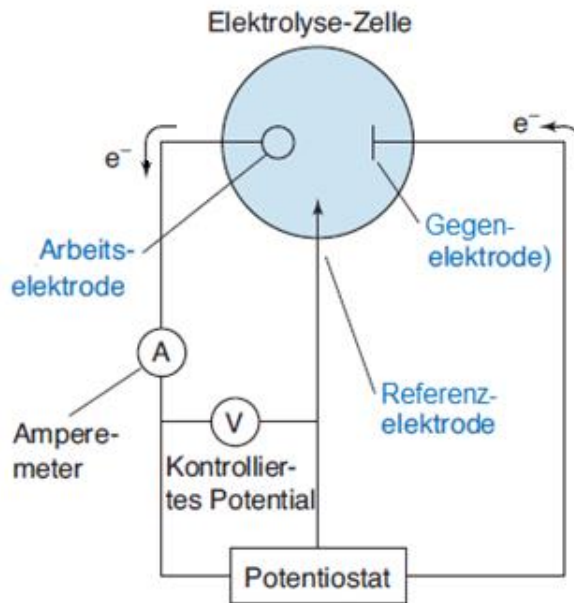 Elektrolyse-Zelle
e⁻
e⁻
Arbeits-
elektrode
Gegen-
elektrode)
A
Referenz-
elektrode
Ampere-
meter
V
Kontrollier-
tes Potential
Potentiostat